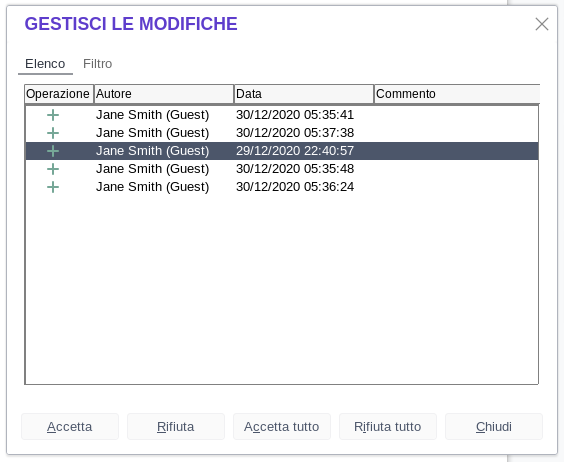 GESTISCI LE MODIFICHE
Elenco Filtro
Operazione Autore Data Commento
Jane Smith (Guest) 30/12/2020 05:35:41
Jane Smith (Guest) 30/12/2020 05:37:38
Jane Smith (Guest) 29/12/2020 22:40:57
Jane Smith (Guest) 30/12/2020 05:35:48
Jane Smith (Guest) 30/12/2020 05:36:24
Accetta Rifiuta Accetta tutto Rifiuta tutto Chiudi